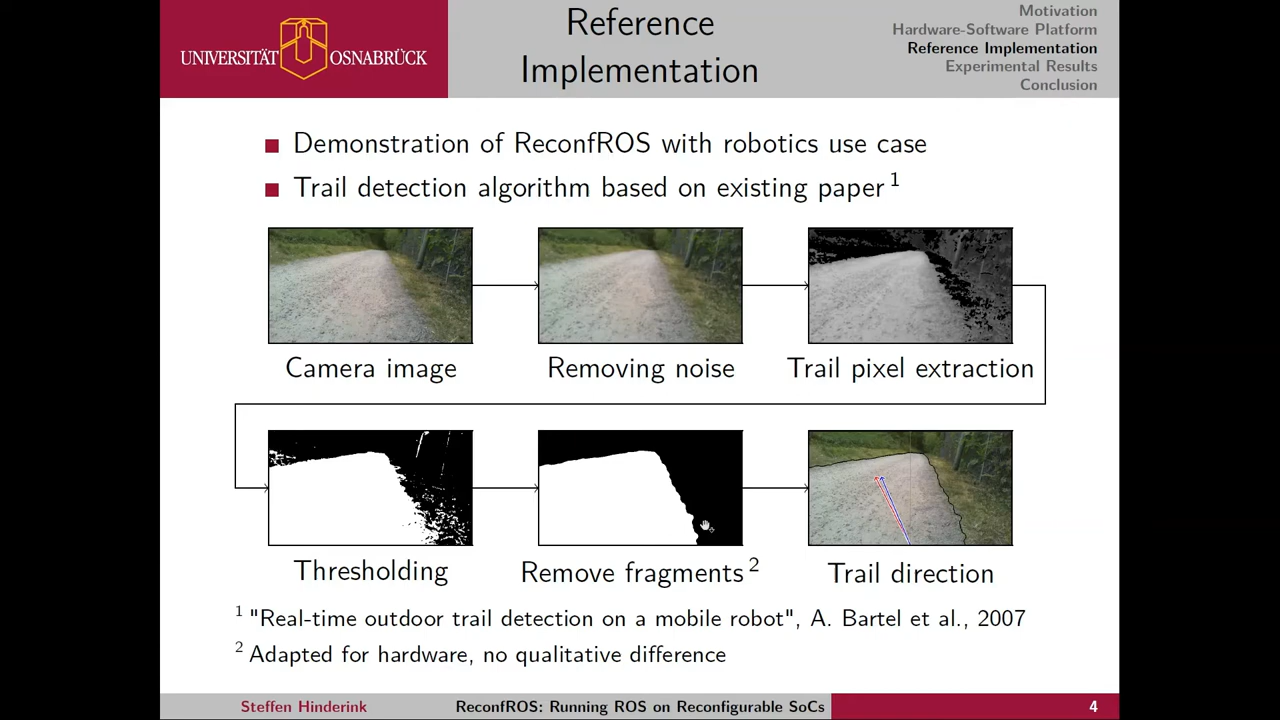 UNIVERSITÄT OSNABRÜCK
Reference
Implementation
Motivation
Hardware-Software Platform
Reference Implementation
Experimental Results
Conclusion
Demonstration of ReconfROS with robotics use case
Trail detection algorithm based on existing paper 1
Camera image
Removing noise
Trail pixel extraction
Thresholding
Remove fragments 2
Trail direction
1 "Real-time outdoor trail detection on a mobile robot", A. Bartel et al., 2007
2 Adapted for hardware, no qualitative difference
Steffen Hinderink
ReconfROS: Running ROS on Reconfigurable SoCs
4